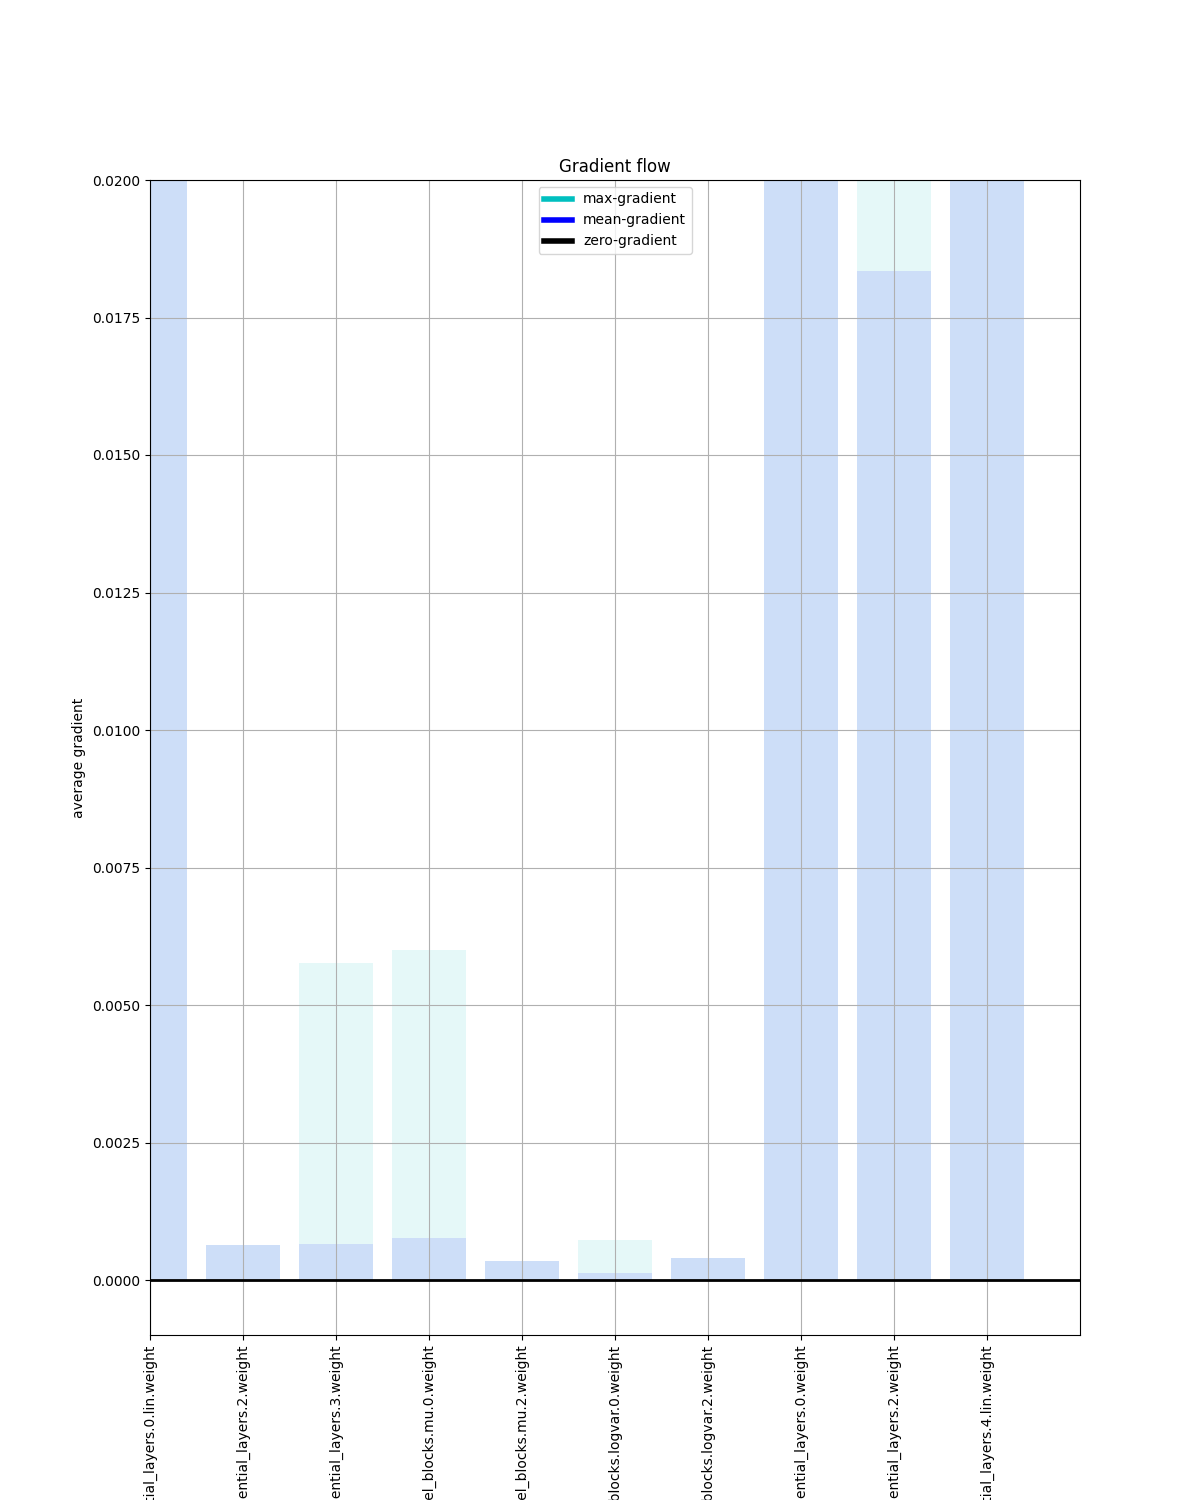 Gradient flow
max-gradient
mean-gradient
zero-gradient
0.0200
0.0175
0.0150
0.0125
0.0100
0.0075
0.0050
0.0025
0.0000
average gradient
tial_layers.0.lin.weight
ential_layers.2.weight
ential_layers.3.weight
el_blocks.mu.0.weight
el_blocks.mu.2.weight
blocks.logvar.0.weight
blocks.logvar.2.weight
ential_layers.0.weight
ential_layers.2.weight
tial_layers.4.lin.weight